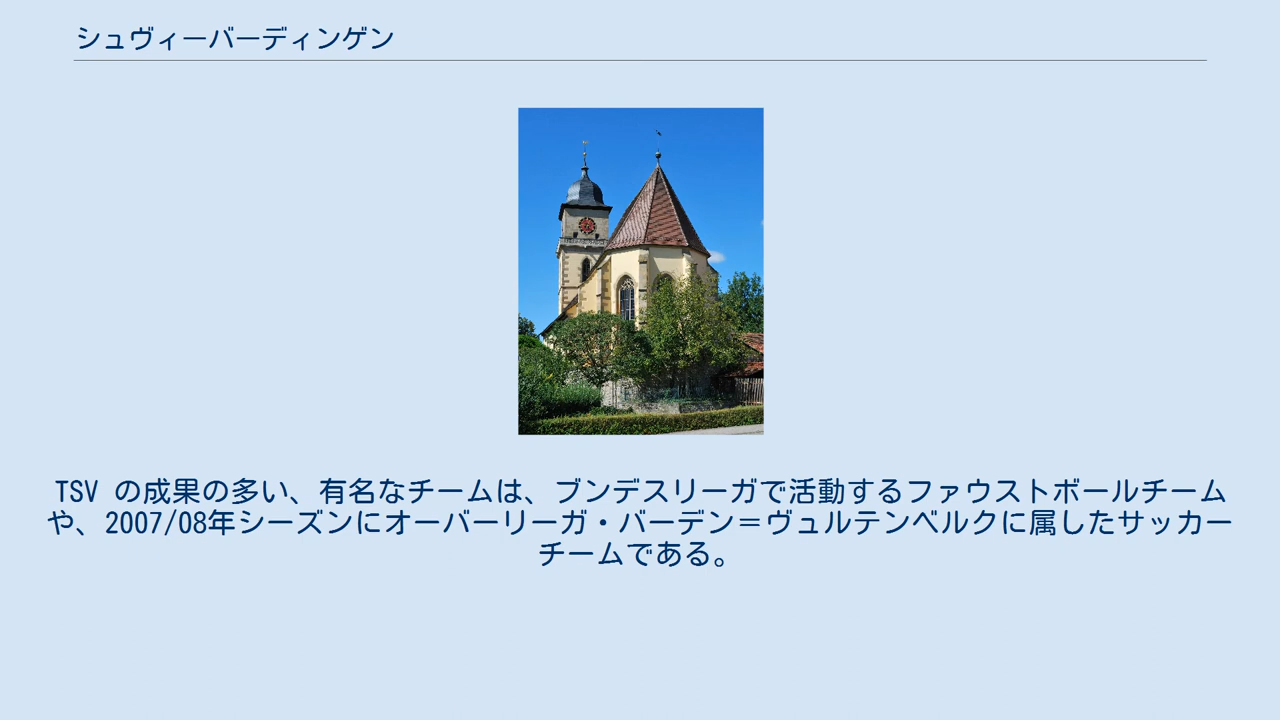 シュヴィーバーディンゲン
TSV の成果の多い、有名なチームは、ブンデスリーガで活動するファウストボールチーム
や、2007/08年シーズンにオーバーリーガ・バーデン＝ヴュルテンベルクに属したサッカー
チームである。